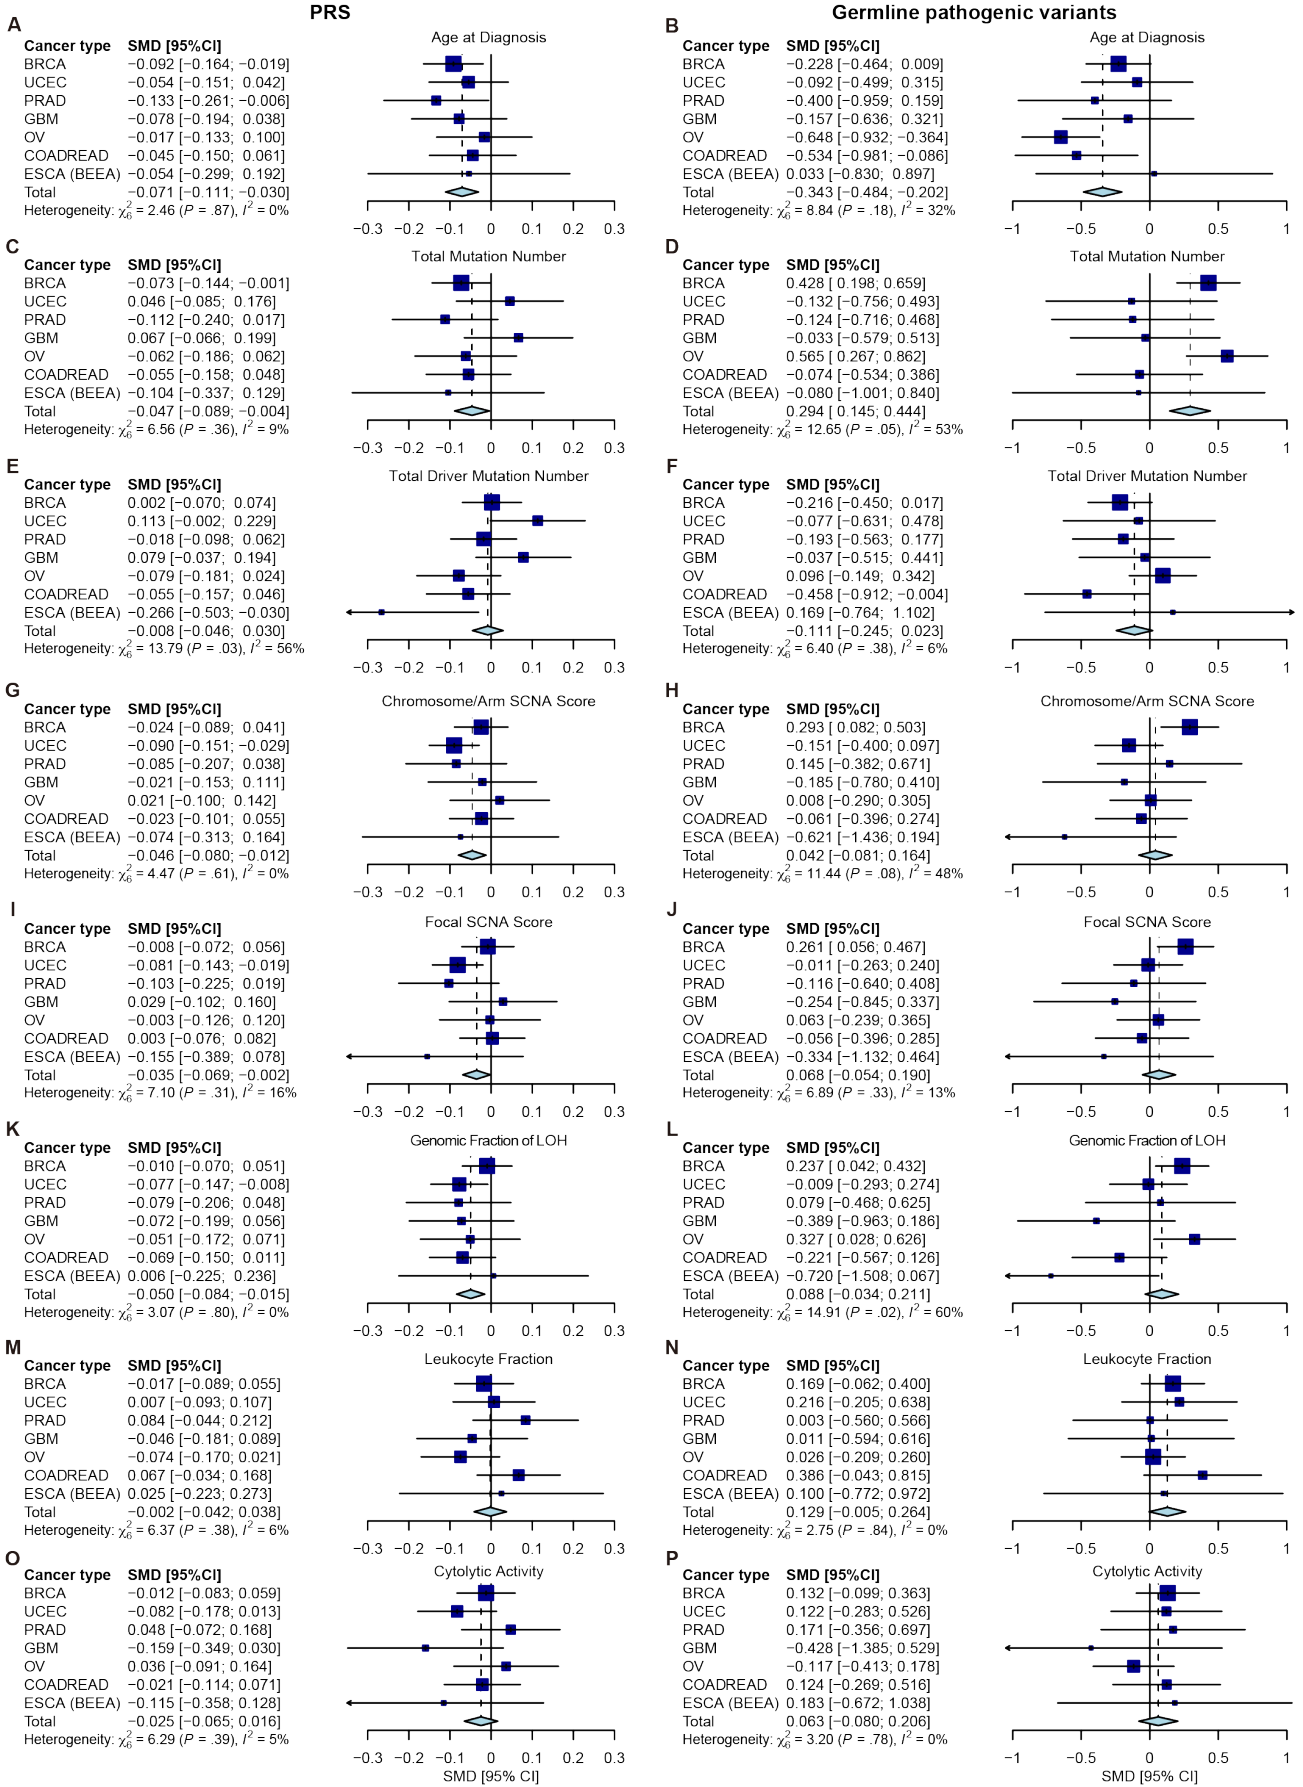 PRS
Germline pathogenic variants
A
Age at Diagnosis
Cancer type SMD [95%CI]
BRCA −0.092 [−0.164; −0.019]
UCEC −0.054 [−0.151; 0.042]
PRAD −0.133 [−0.261; −0.006]
GBM −0.078 [−0.194; 0.038]
OV −0.017 [−0.133; 0.100]
COADREAD −0.045 [−0.150; 0.061]
ESCA (BEEA) −0.054 [−0.299; 0.192]
Total −0.071 [−0.111; −0.030]
Heterogeneity: χ²₆ = 2.46 (P = .87), I² = 0%
−0.3 −0.2 −0.1 0 0.1 0.2 0.3
B
Age at Diagnosis
Cancer type SMD [95%CI]
BRCA −0.228 [−0.464; 0.009]
UCEC −0.092 [−0.499; 0.315]
PRAD −0.400 [−0.959; 0.159]
GBM −0.157 [−0.636; 0.321]
OV −0.648 [−0.932; −0.364]
COADREAD −0.534 [−0.981; −0.086]
ESCA (BEEA) 0.033 [−0.830; 0.897]
Total −0.343 [−0.484; −0.202]
Heterogeneity: χ²₆ = 8.84 (P = .18), I² = 32%
−1 −0.5 0 0.5 1
C
Total Mutation Number
Cancer type SMD [95%CI]
BRCA −0.073 [−0.144; −0.001]
UCEC 0.046 [−0.085; 0.176]
PRAD −0.112 [−0.240; 0.017]
GBM 0.067 [−0.066; 0.199]
OV −0.062 [−0.186; 0.062]
COADREAD −0.055 [−0.158; 0.048]
ESCA (BEEA) −0.104 [−0.337; 0.129]
Total −0.047 [−0.089; −0.004]
Heterogeneity: χ²₆ = 6.56 (P = .36), I² = 9%
−0.3 −0.2 −0.1 0 0.1 0.2 0.3
D
Total Mutation Number
Cancer type SMD [95%CI]
BRCA 0.428 [ 0.198; 0.659]
UCEC −0.132 [−0.756; 0.493]
PRAD −0.124 [−0.716; 0.468]
GBM −0.033 [−0.579; 0.513]
OV 0.565 [ 0.267; 0.862]
COADREAD −0.074 [−0.534; 0.386]
ESCA (BEEA) −0.080 [−1.001; 0.840]
Total 0.294 [ 0.145; 0.444]
Heterogeneity: χ²₆ = 12.65 (P = .05), I² = 53%
−1 −0.5 0 0.5 1
E
Total Driver Mutation Number
Cancer type SMD [95%CI]
BRCA 0.002 [−0.070; 0.074]
UCEC 0.113 [−0.002; 0.229]
PRAD −0.018 [−0.098; 0.062]
GBM 0.079 [−0.037; 0.194]
OV −0.079 [−0.181; 0.024]
COADREAD −0.055 [−0.157; 0.046]
ESCA (BEEA) −0.266 [−0.503; −0.030]
Total −0.008 [−0.046; 0.030]
Heterogeneity: χ²₆ = 13.79 (P = .03), I² = 56%
−0.3 −0.2 −0.1 0 0.1 0.2 0.3
F
Total Driver Mutation Number
Cancer type SMD [95%CI]
BRCA −0.216 [−0.450; 0.017]
UCEC −0.077 [−0.631; 0.478]
PRAD −0.193 [−0.563; 0.177]
GBM −0.037 [−0.515; 0.441]
OV 0.096 [−0.149; 0.342]
COADREAD −0.458 [−0.912; −0.004]
ESCA (BEEA) 0.169 [−0.764; 1.102]
Total −0.111 [−0.245; 0.023]
Heterogeneity: χ²₆ = 6.40 (P = .38), I² = 6%
−1 −0.5 0 0.5 1
G
Chromosome/Arm SCNA Score
Cancer type SMD [95%CI]
BRCA −0.024 [−0.089; 0.041]
UCEC −0.090 [−0.151; −0.029]
PRAD −0.085 [−0.207; 0.038]
GBM −0.021 [−0.153; 0.111]
OV 0.021 [−0.100; 0.142]
COADREAD −0.023 [−0.101; 0.055]
ESCA (BEEA) −0.074 [−0.313; 0.164]
Total −0.046 [−0.080; −0.012]
Heterogeneity: χ²₆ = 4.47 (P = .61), I² = 0%
−0.3 −0.2 −0.1 0 0.1 0.2 0.3
H
Chromosome/Arm SCNA Score
Cancer type SMD [95%CI]
BRCA 0.293 [ 0.082; 0.503]
UCEC −0.151 [−0.400; 0.097]
PRAD 0.145 [−0.382; 0.671]
GBM −0.185 [−0.780; 0.410]
OV 0.008 [−0.290; 0.305]
COADREAD −0.061 [−0.396; 0.274]
ESCA (BEEA) −0.621 [−1.436; 0.194]
Total 0.042 [−0.081; 0.164]
Heterogeneity: χ²₆ = 11.44 (P = .08), I² = 48%
−1 −0.5 0 0.5 1
I
Focal SCNA Score
Cancer type SMD [95%CI]
BRCA −0.008 [−0.072; 0.056]
UCEC −0.081 [−0.143; −0.019]
PRAD −0.103 [−0.225; 0.019]
GBM 0.029 [−0.102; 0.160]
OV −0.003 [−0.126; 0.120]
COADREAD 0.003 [−0.076; 0.082]
ESCA (BEEA) −0.155 [−0.389; 0.078]
Total −0.035 [−0.069; −0.002]
Heterogeneity: χ²₆ = 7.10 (P = .31), I² = 16%
−0.3 −0.2 −0.1 0 0.1 0.2 0.3
J
Focal SCNA Score
Cancer type SMD [95%CI]
BRCA 0.261 [ 0.056; 0.467]
UCEC −0.011 [−0.263; 0.240]
PRAD −0.116 [−0.640; 0.408]
GBM −0.254 [−0.845; 0.337]
OV 0.063 [−0.239; 0.365]
COADREAD −0.056 [−0.396; 0.285]
ESCA (BEEA) −0.334 [−1.132; 0.464]
Total 0.068 [−0.054; 0.190]
Heterogeneity: χ²₆ = 6.89 (P = .33), I² = 13%
−1 −0.5 0 0.5 1
K
Genomic Fraction of LOH
Cancer type SMD [95%CI]
BRCA −0.010 [−0.070; 0.051]
UCEC −0.077 [−0.147; −0.008]
PRAD −0.079 [−0.206; 0.048]
GBM −0.072 [−0.199; 0.056]
OV −0.051 [−0.172; 0.071]
COADREAD −0.069 [−0.150; 0.011]
ESCA (BEEA) 0.006 [−0.225; 0.236]
Total −0.050 [−0.084; −0.015]
Heterogeneity: χ²₆ = 3.07 (P = .80), I² = 0%
−0.3 −0.2 −0.1 0 0.1 0.2 0.3
L
Genomic Fraction of LOH
Cancer type SMD [95%CI]
BRCA 0.237 [ 0.042; 0.432]
UCEC −0.009 [−0.293; 0.274]
PRAD 0.079 [−0.468; 0.625]
GBM −0.389 [−0.963; 0.186]
OV 0.327 [ 0.028; 0.626]
COADREAD −0.221 [−0.567; 0.126]
ESCA (BEEA) −0.720 [−1.508; 0.067]
Total 0.088 [−0.034; 0.211]
Heterogeneity: χ²₆ = 14.91 (P = .02), I² = 60%
−1 −0.5 0 0.5 1
M
Leukocyte Fraction
Cancer type SMD [95%CI]
BRCA −0.017 [−0.089; 0.055]
UCEC 0.007 [−0.093; 0.107]
PRAD 0.084 [−0.044; 0.212]
GBM −0.046 [−0.181; 0.089]
OV −0.074 [−0.170; 0.021]
COADREAD 0.067 [−0.034; 0.168]
ESCA (BEEA) 0.025 [−0.223; 0.273]
Total −0.002 [−0.042; 0.038]
Heterogeneity: χ²₆ = 6.37 (P = .38), I² = 6%
−0.3 −0.2 −0.1 0 0.1 0.2 0.3
N
Leukocyte Fraction
Cancer type SMD [95%CI]
BRCA 0.169 [−0.062; 0.400]
UCEC 0.216 [−0.205; 0.638]
PRAD 0.003 [−0.560; 0.566]
GBM 0.011 [−0.594; 0.616]
OV 0.026 [−0.209; 0.260]
COADREAD 0.386 [−0.043; 0.815]
ESCA (BEEA) 0.100 [−0.772; 0.972]
Total 0.129 [−0.005; 0.264]
Heterogeneity: χ²₆ = 2.75 (P = .84), I² = 0%
−1 −0.5 0 0.5 1
O
Cytolytic Activity
Cancer type SMD [95%CI]
BRCA −0.012 [−0.083; 0.059]
UCEC −0.082 [−0.178; 0.013]
PRAD 0.048 [−0.072; 0.168]
GBM −0.159 [−0.349; 0.030]
OV 0.036 [−0.091; 0.164]
COADREAD −0.021 [−0.114; 0.071]
ESCA (BEEA) −0.115 [−0.358; 0.128]
Total −0.025 [−0.065; 0.016]
Heterogeneity: χ²₆ = 6.29 (P = .39), I² = 5%
−0.3 −0.2 −0.1 0 0.1 0.2 0.3
SMD [95% CI]
P
Cytolytic Activity
Cancer type SMD [95%CI]
BRCA 0.132 [−0.099; 0.363]
UCEC 0.122 [−0.283; 0.526]
PRAD 0.171 [−0.356; 0.697]
GBM −0.428 [−1.385; 0.529]
OV −0.117 [−0.413; 0.178]
COADREAD 0.124 [−0.269; 0.516]
ESCA (BEEA) 0.183 [−0.672; 1.038]
Total 0.063 [−0.080; 0.206]
Heterogeneity: χ²₆ = 3.20 (P = .78), I² = 0%
−1 −0.5 0 0.5 1
SMD [95% CI]